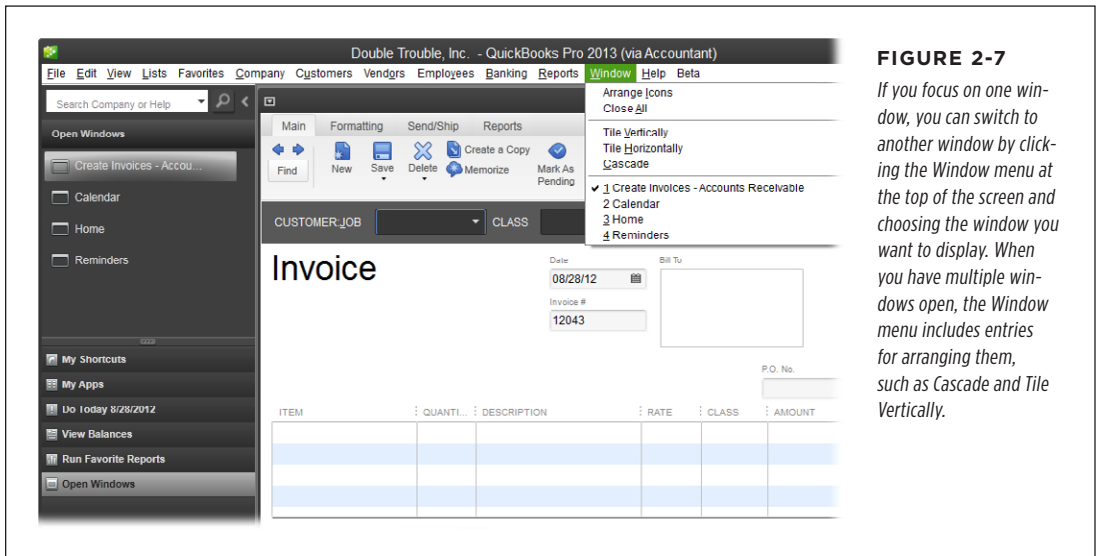 Double Trouble, Inc. - QuickBooks Pro 2013 (via Accountant)
File Edit View Lists Favorites Company Customers Vendors Employees Banking Reports Window Help Beta
Search Company or Help
Open Windows
Create Invoices - Accou...
Calendar
Home
Reminders
My Shortcuts
My Apps
Do Today 8/28/2012
View Balances
Run Favorite Reports
Open Windows
Main Formatting Send/Ship Reports
Find
New
Save
Delete
Create a Copy
Memorize
Mark As
Pending
Arrange Icons
Close All
Tile Vertically
Tile Horizontally
Cascade
1 Create Invoices - Accounts Receivable
2 Calendar
3 Home
4 Reminders
CUSTOMER:JOB CLASS
Invoice
Date
08/28/12
Invoice #
12043
Bill To
P.O. No.
ITEM QUANTI... DESCRIPTION RATE CLASS AMOUNT
FIGURE 2-7
If you focus on one win-
dow, you can switch to
another window by click-
ing the Window menu at
the top of the screen and
choosing the window you
want to display. When
you have multiple win-
dows open, the Window
menu includes entries
for arranging them,
such as Cascade and Tile
Vertically.